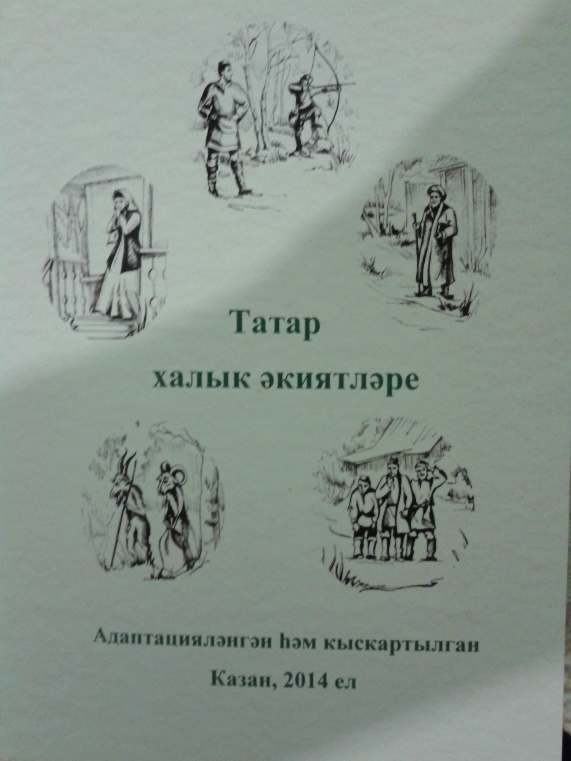 Татар
халык әкиятләре
Адаптацияләнгән һәм кыскартылган
Казан, 2014 ел